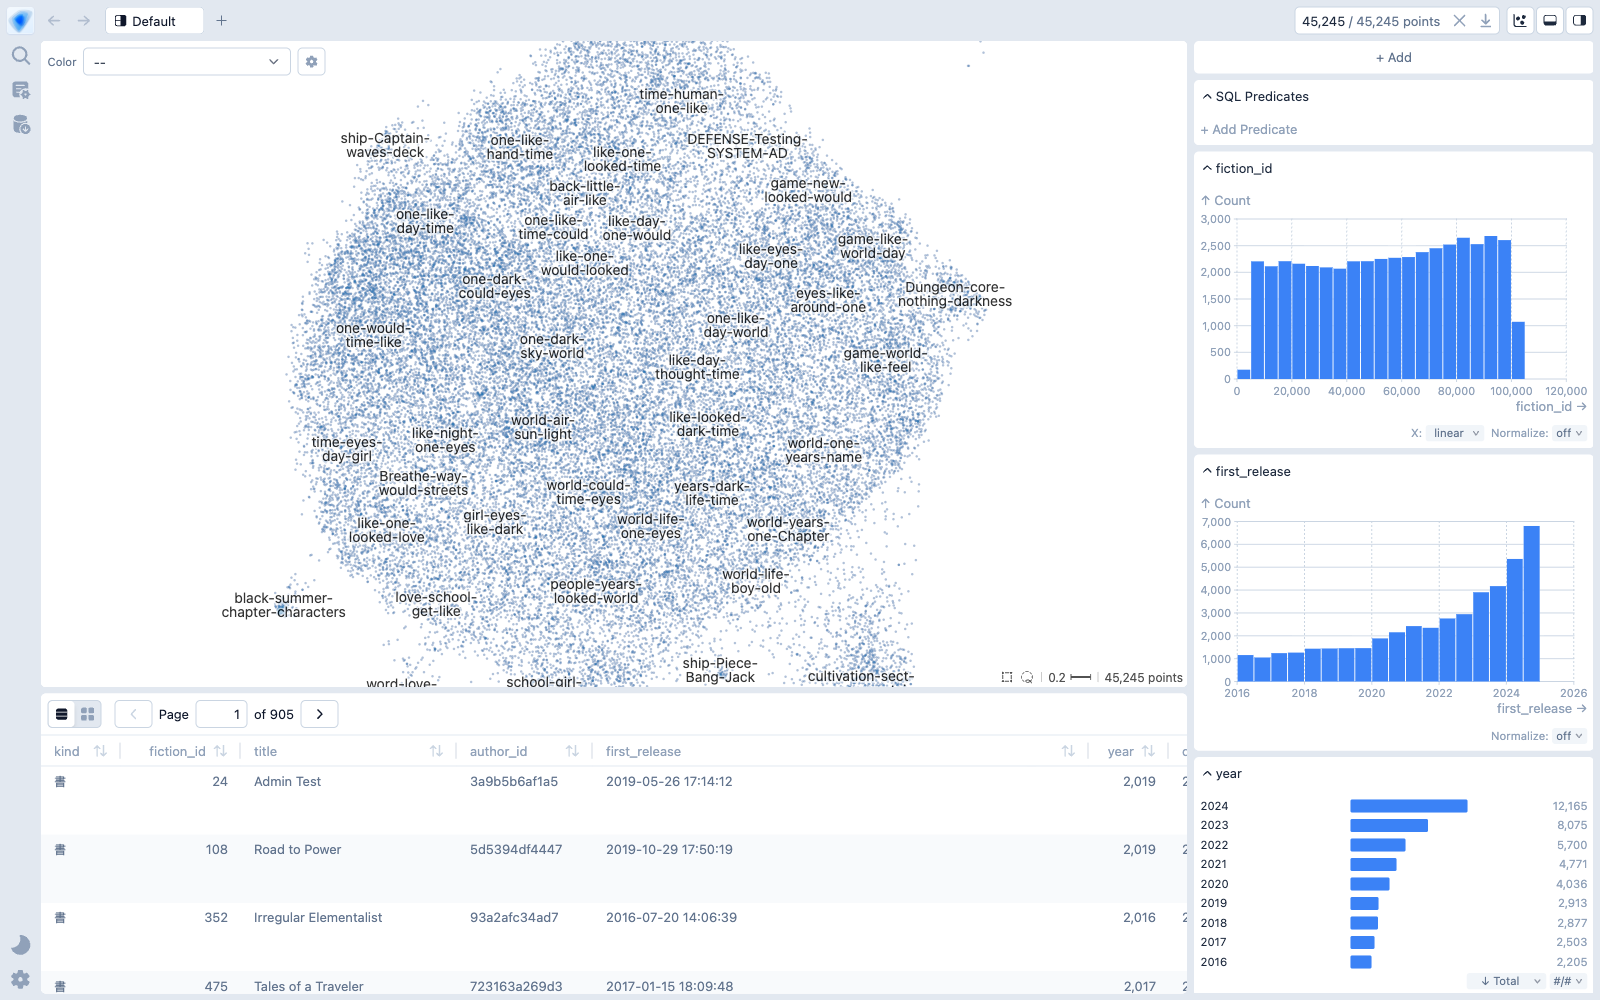 Default
45,245 / 45,245 points
Color
--
time-human-
one-like
ship-Captain-
waves-deck
one-like-
hand-time
like-one-
looked-time
DEFENSE-Testing-
SYSTEM-AD
back-little-
air-like
game-new-
looked-would
one-like-
day-time
one-like-
time-could
like-day-
one-would
like-eyes-
day-one
game-like-
world-day
like-one-
would-looked
one-dark-
could-eyes
eyes-like-
around-one
Dungeon-core-
nothing-darkness
one-would-
time-like
one-like-
day-world
one-dark-
sky-world
like-day-
thought-time
game-world-
like-feel
time-eyes-
day-girl
like-night-
one-eyes
world-air-
sun-light
like-looked-
dark-time
world-one-
years-name
Breathe-way-
would-streets
world-could-
time-eyes
years-dark-
life-time
like-one-
looked-love
girl-eyes-
like-dark
world-life-
one-eyes
world-years-
one-Chapter
black-summer-
chapter-characters
love-school-
get-like
people-years-
looked-world
world-life-
boy-old
word-love-
school-girl-
ship-Piece-
Bang-Jack
cultivation-sect-
0.2
45,245 points
Page 1 of 905
kind fiction_id title author_id first_release year
書 24 Admin Test 3a9b5b6af1a5 2019-05-26 17:14:12 2,019 2
書 108 Road to Power 5d5394df4447 2019-10-29 17:50:19 2,019 2
書 352 Irregular Elementalist 93a2afc34ad7 2016-07-20 14:06:39 2,016 2
書 475 Tales of a Traveler 723163a269d3 2017-01-15 18:09:48 2,017 2
+ Add
SQL Predicates
+ Add Predicate
fiction_id
↑ Count
3,000
2,500
2,000
1,500
1,000
500
0
0 20,000 40,000 60,000 80,000 100,000 120,000
fiction_id →
X: linear Normalize: off
first_release
↑ Count
7,000
6,000
5,000
4,000
3,000
2,000
1,000
0
2016 2018 2020 2022 2024 2026
first_release →
Normalize: off
year
2024 12,165
2023 8,075
2022 5,700
2021 4,771
2020 4,036
2019 2,913
2018 2,877
2017 2,503
2016 2,205
↓ Total #/#